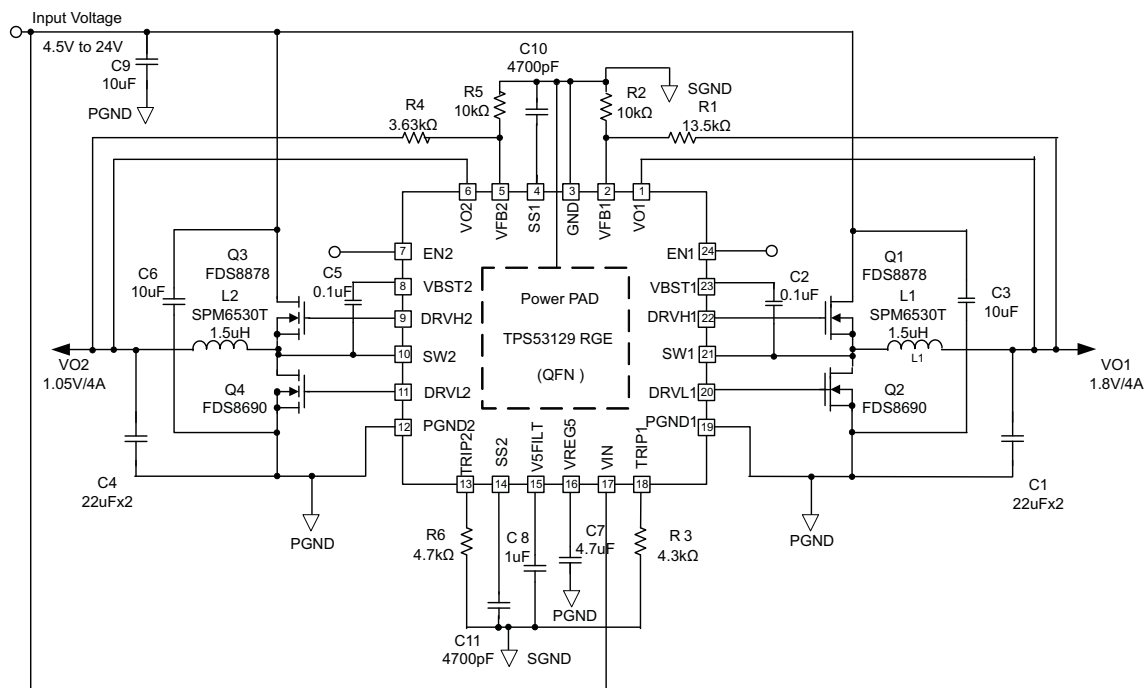 Input Voltage
4.5V to 24V
C9
10uF
PGND
C10
4700pF
SGND
R5
10kΩ
R2
10kΩ
R4
3.63kΩ
R1
13.5kΩ
6
5
4
3
2
1
VO2
VFB2
SS1
GND
VFB1
VO1
7
EN2
EN1
24
Q3
FDS8878
C6
10uF
L2
SPM6530T
1.5uH
C5
0.1uF
8
VBST2
VBST1
23
C2
0.1uF
Q1
FDS8878
L1
SPM6530T
1.5uH
L1
C3
10uF
9
DRVH2
DRVH1
22
Power PAD
TPS53129 RGE
(QFN )
10
SW2
SW1
21
VO2
1.05V/4A
VO1
1.8V/4A
Q4
FDS8690
11
DRVL2
DRVL1
20
Q2
FDS8690
12
PGND2
PGND1
19
TRIP2
SS2
V5FILT
VREG5
VIN
TRIP1
13
14
15
16
17
18
C4
22uFx2
C1
22uFx2
PGND
PGND
R6
4.7kΩ
C 8
1uF
C7
4.7uF
R 3
4.3kΩ
PGND
C11
4700pF
SGND